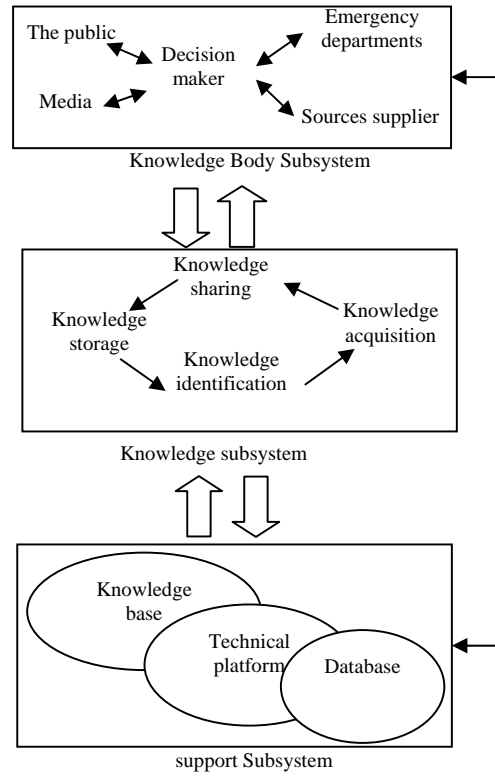 The public
Decision
maker
Emergency
departments
Media
Sources supplier
Knowledge Body Subsystem
Knowledge
sharing
Knowledge
storage
Knowledge
acquisition
Knowledge
identification
Knowledge subsystem
Knowledge
base
Technical
platform
Database
support Subsystem